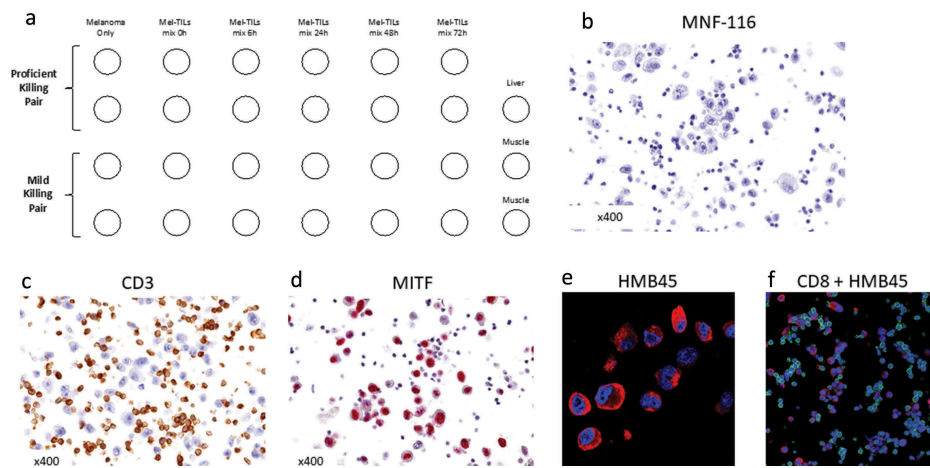 a
Melanoma
Only
Mel-TILs
mix 0h
Mel-TILs
mix 6h
Mel-TILs
mix 24h
Mel-TILs
mix 48h
Mel-TILs
mix 72h
Proficient
Killing
Pair
Liver
Muscle
Mild
Killing
Pair
Muscle
b
MNF-116
x400
c
CD3
x400
d
MITF
x400
e
HMB45
f
CD8 + HMB45